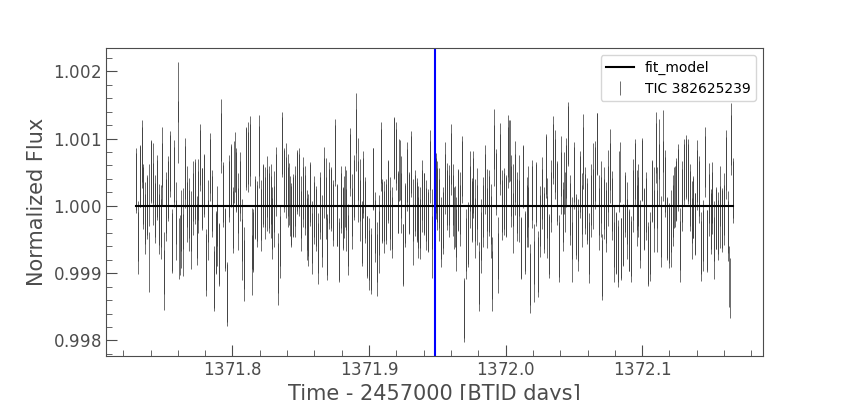 fit_model
TIC 382625239
1.002
1.001
1.000
0.999
0.998
Normalized Flux
1371.8 1371.9 1372.0 1372.1
Time - 2457000 [BTJD days]